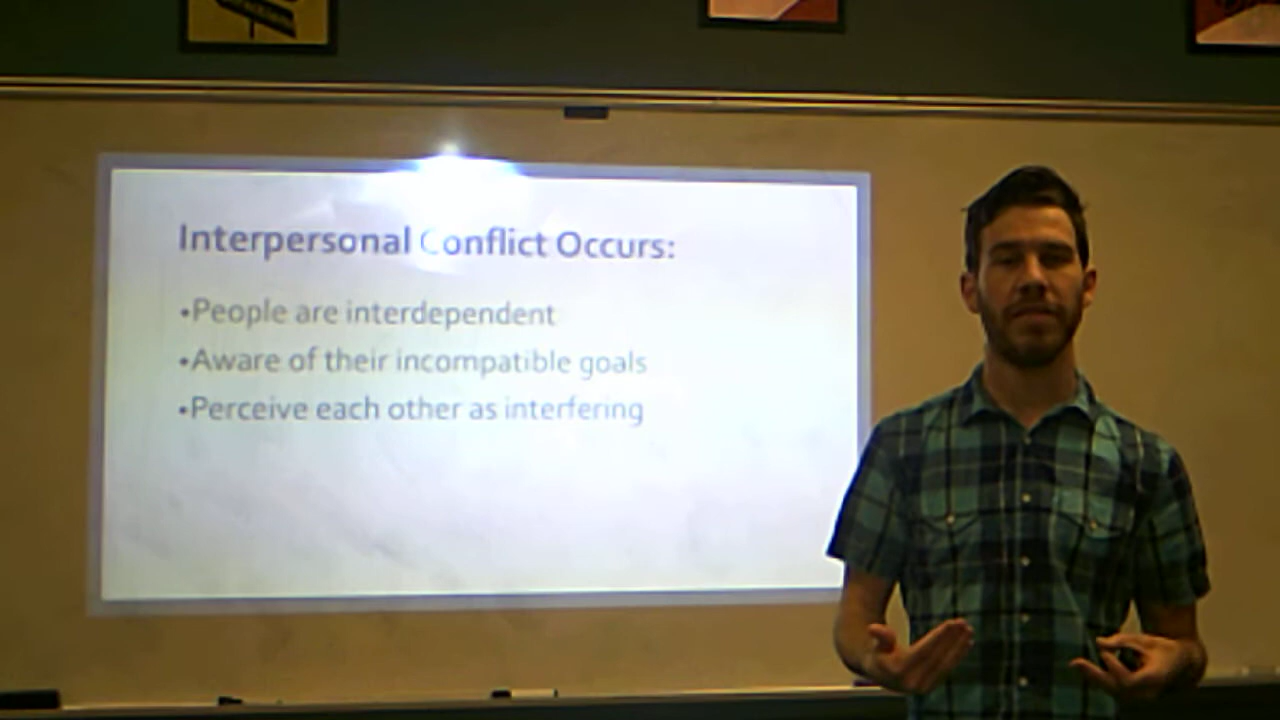 Interpersonal Conflict Occurs:
•People are interdependent
•Aware of their incompatible goals
•Perceive each other as interfering